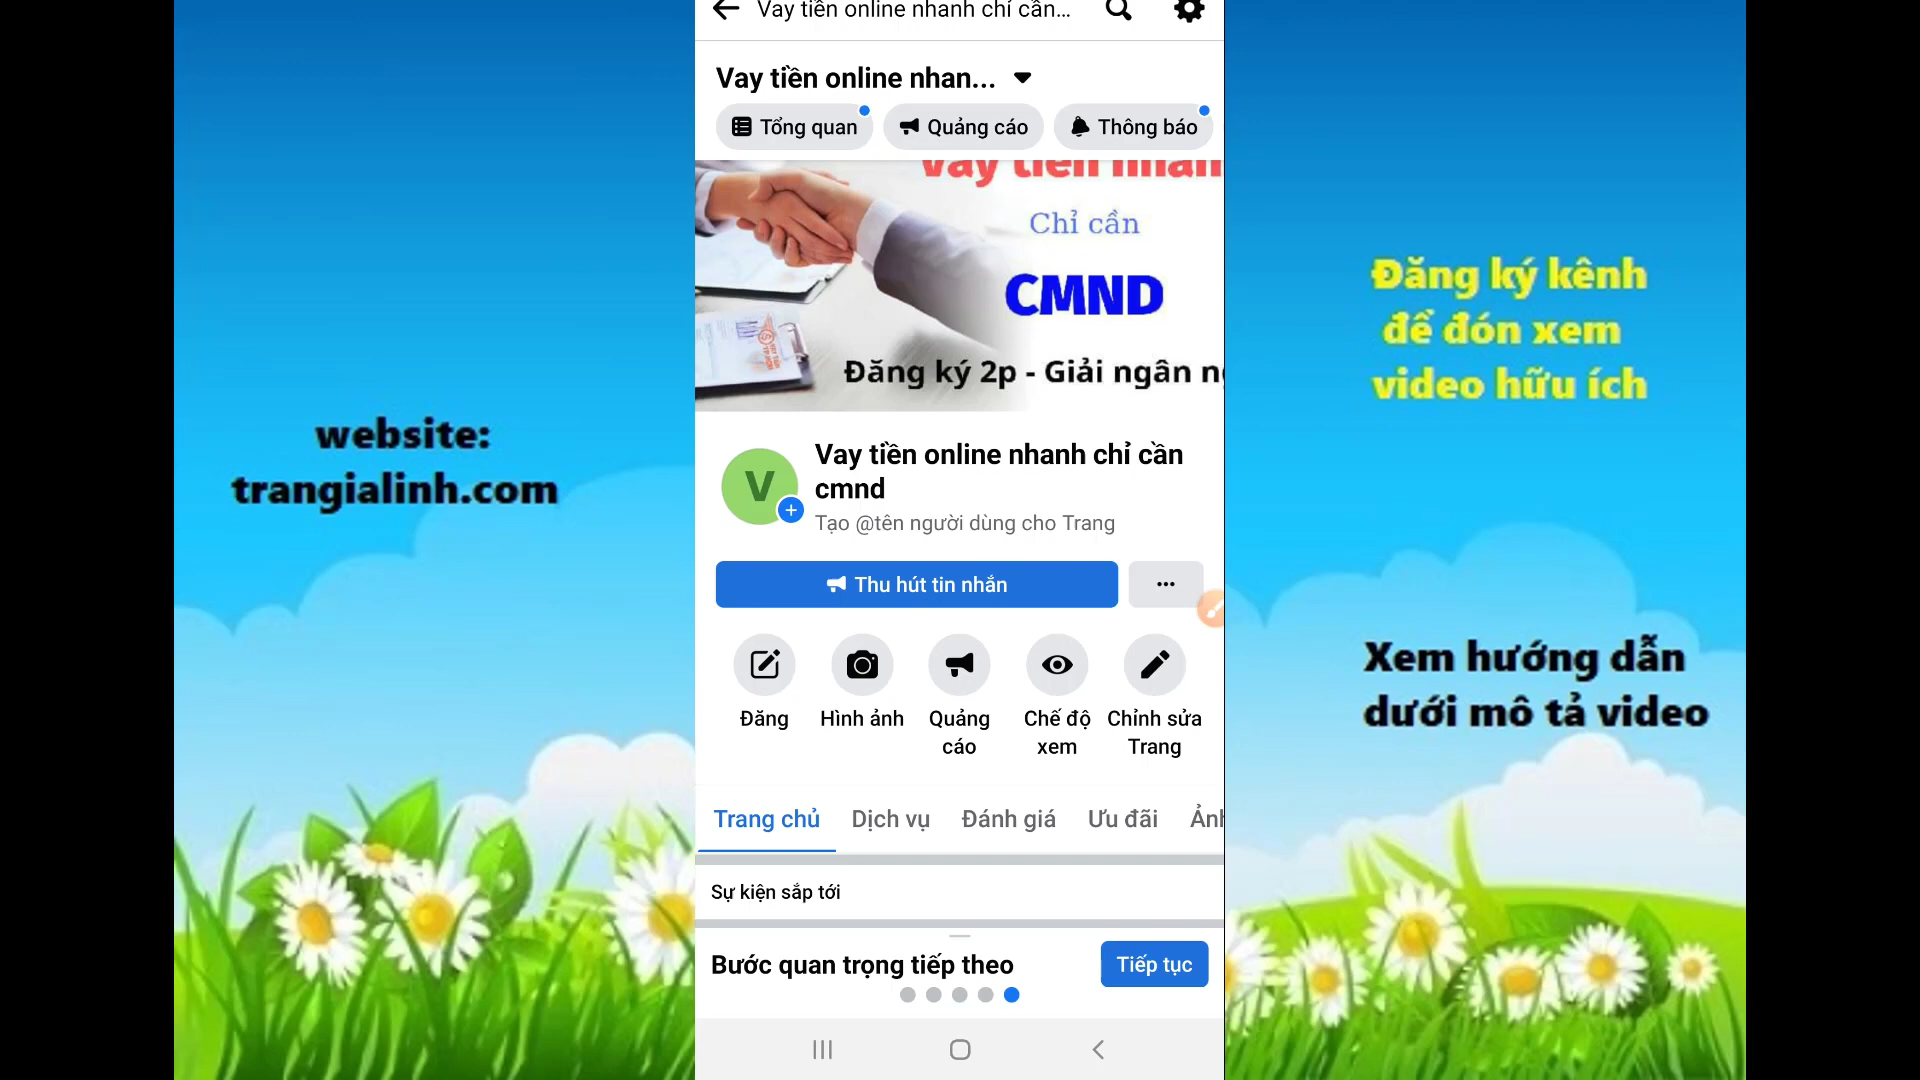 Vay tiền online nhanh chỉ cần...
Vay tiền online nhan...
Tổng quan
Quảng cáo
Thông báo
Vay tiền nhan
Chỉ cần
CMND
Đăng ký 2p - Giải ngân
V
Vay tiền online nhanh chỉ cần
cmnd
Tạo @tên người dùng cho Trang
Thu hút tin nhắn
Đăng
Hình ảnh
Quảng
cáo
Chế độ
xem
Chỉnh sửa
Trang
Trang chủ
Dịch vụ
Đánh giá
Ưu đãi
Ảnh
Sự kiện sắp tới
Bước quan trọng tiếp theo
Tiếp tục
website:
trangialinh.com
Đăng ký kênh
để đón xem
video hữu ích
Xem hướng dẫn
dưới mô tả video